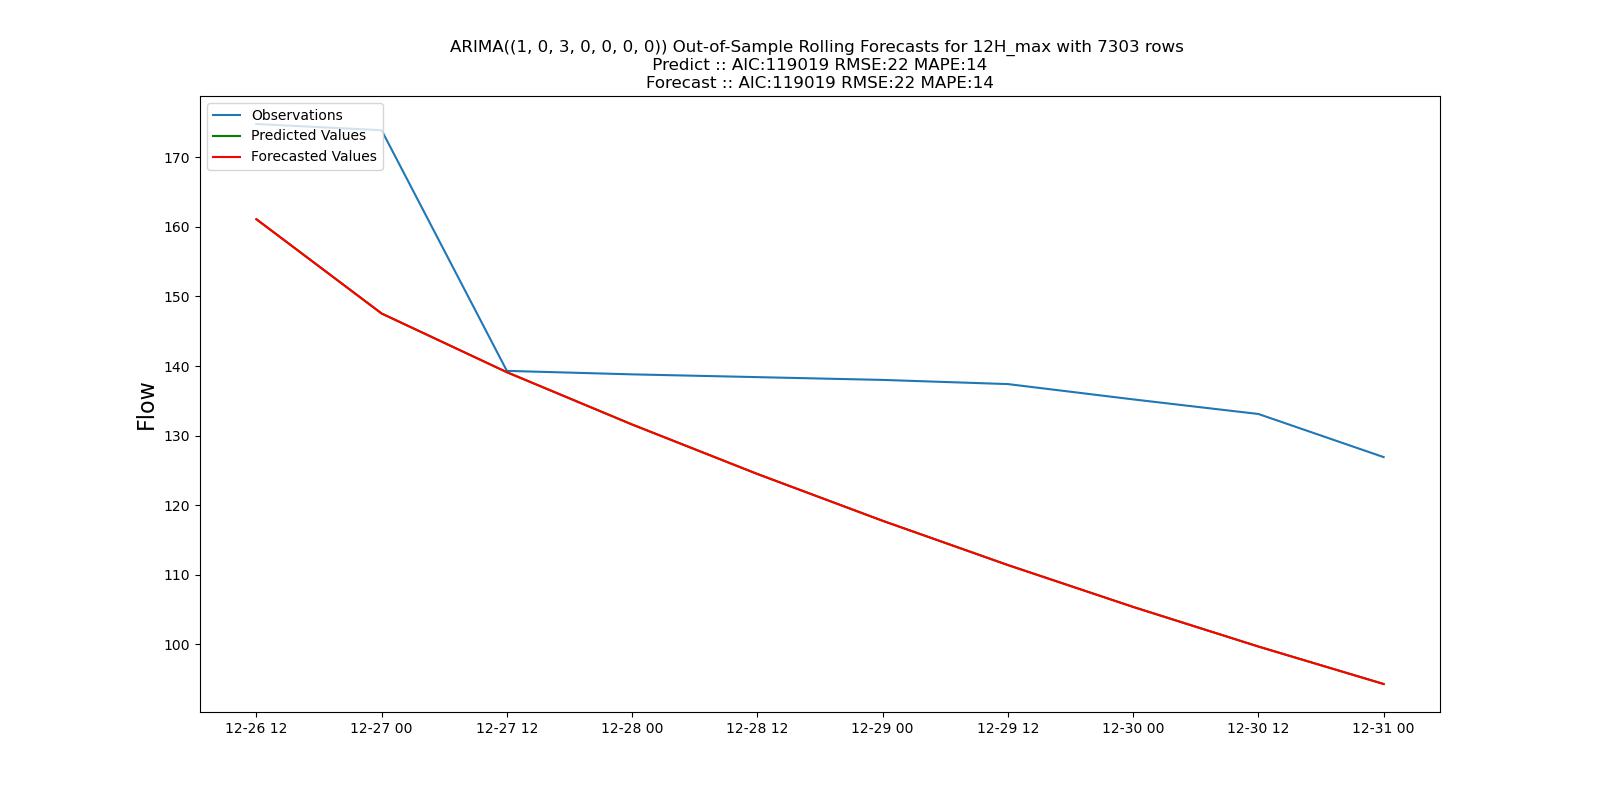 ARIMA((1, 0, 3, 0, 0, 0, 0)) Out-of-Sample Rolling Forecasts for 12H_max with 7303 rows
Predict :: AIC:119019 RMSE:22 MAPE:14
Forecast :: AIC:119019 RMSE:22 MAPE:14
Observations
Predicted Values
Forecasted Values
170
160
150
140
130
120
110
100
Flow
12-26 12 12-27 00 12-27 12 12-28 00 12-28 12 12-29 00 12-29 12 12-30 00 12-30 12 12-31 00